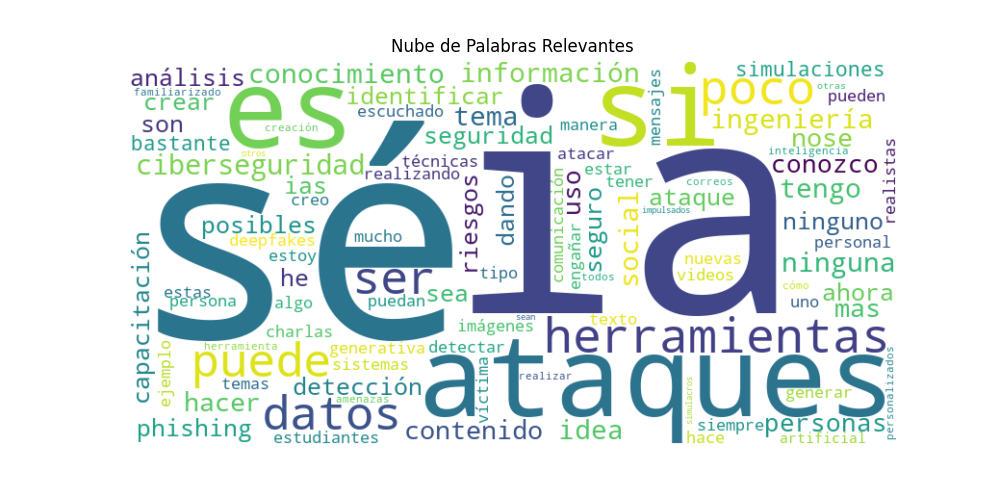 Nube de Palabras Relevantes
análisis
conocimiento
información
simulaciones
familiarizado
crear
es
identificar
escuchado
tema
si
mensajes
poco
otras
pueden
son
creación
seguridad
manera
ingeniería
bastante
otros
técnicas
atacar
nose
inteligencia
ciberseguridad
realizando
estar
conozco
realistas
ias
creo
séia
riesgos
dando
comunicación
engañar
uso
seguro
tener
correos
ataque
tengo
impulsados
social
posibles
deepfakes
mucho
ninguno
personal
estoy
he
ser
tipo
todos
nuevas
videos
ninguna
capacitación
estas
persona
algo
puedan
sea
cómo
uno
ahora
mas
charlas
imágenes
sean
texto
herramientas
ejemplo
herramienta
puede
generativa
sistemas
detectar
ataques
temas
detección
víctima
realizar
simulacros
generar
personalizados
hacer
datos
amenazas
phishing
estudiantes
contenido
idea
siempre
personas
hace
artificial